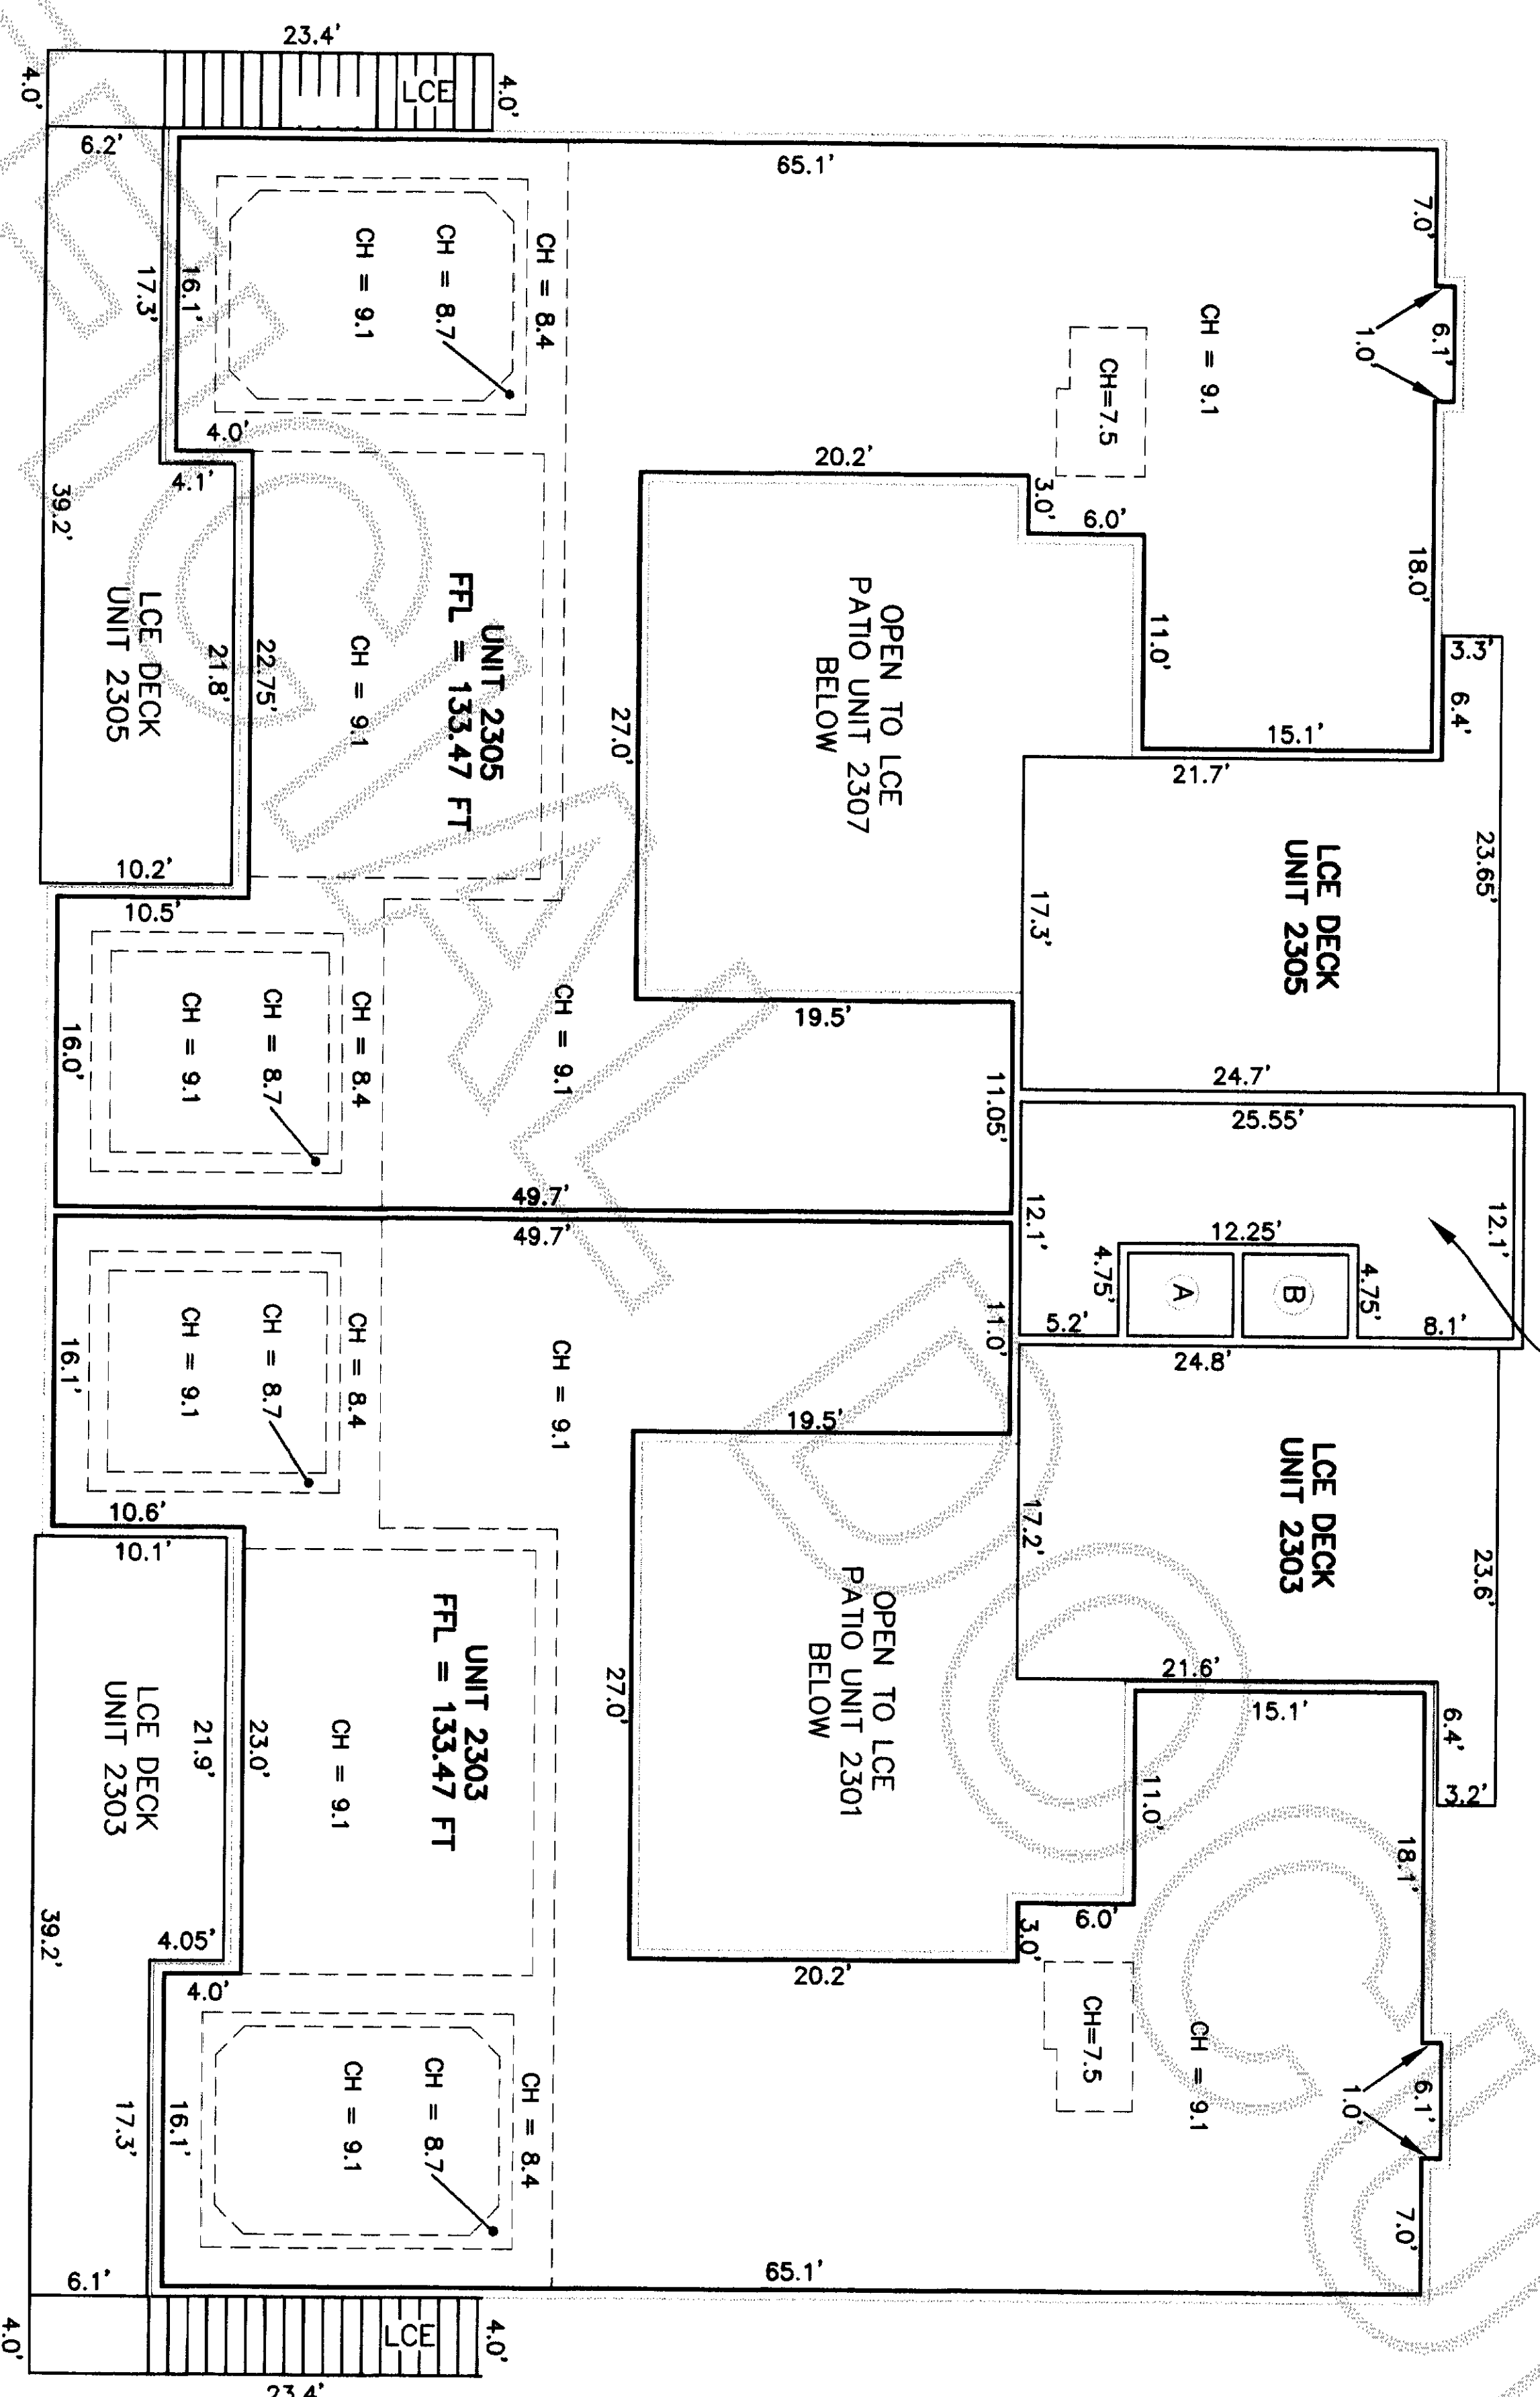 23.4'
4.0'
LCE
4.0'
6.2'
65.1'
7.0'
6.1'
1.0'
CH = 9.1
CH=7.5
CH = 8.4
CH = 8.7
CH = 9.1
17.3'
16.1'
4.0'
4.1'
39.2'
20.2'
3.0'
6.0'
18.0'
11.0'
3.3'
6.4'
15.1'
21.7'
OPEN TO LCE
PATIO UNIT 2307
BELOW
UNIT 2305
FFL = 133.47 FT
CH = 9.1
22.75'
21.8'
LCE DECK
UNIT 2305
27.0'
LCE DECK
UNIT 2305
23.65'
17.3'
10.2'
10.5'
19.5'
CH = 9.1
CH = 8.4
CH = 8.7
CH = 9.1
16.0'
11.05'
24.7'
25.55'
49.7'
12.1'
12.1'
12.25'
4.75'
4.75'
A
B
5.2'
8.1'
49.7'
11.0'
24.8'
CH = 9.1
CH = 8.4
CH = 8.7
CH = 9.1
16.1'
19.5'
LCE DECK
UNIT 2303
23.6'
17.2'
10.6'
10.1'
OPEN TO LCE
PATIO UNIT 2301
BELOW
UNIT 2303
FFL = 133.47 FT
CH = 9.1
23.0'
21.9'
LCE DECK
UNIT 2303
27.0'
21.6'
15.1'
6.4'
3.2'
11.0'
18.1'
6.0'
3.0'
20.2'
39.2'
4.05'
4.0'
CH=7.5
CH = 9.1
6.1'
1.0'
7.0'
CH = 8.4
CH = 8.7
CH = 9.1
16.1'
17.3'
65.1'
6.1'
4.0'
LCE
4.0'
23.4'